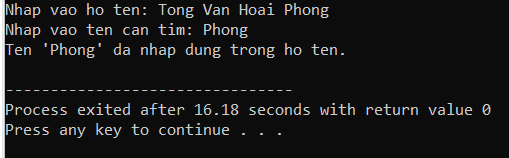 Nhap vao ho ten: Tong Van Hoai Phong
Nhap vao ten can tim: Phong
Ten 'Phong' da nhap dung trong ho ten.
--------------------------------
Process exited after 16.18 seconds with return value 0
Press any key to continue . . .